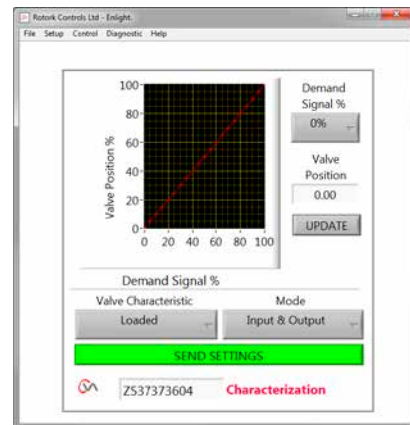 Rotork Controls Ltd - Enlight.
File Setup Control Diagnostic Help
100
80
60
40
20
0
Valve Position %
0 20 40 60 80 100
Demand Signal %
Demand
Signal %
0%
Valve
Position
0.00
UPDATE
Valve Characteristic
Loaded
Mode
Input & Output
SEND SETTINGS
ZS37373604
Characterization